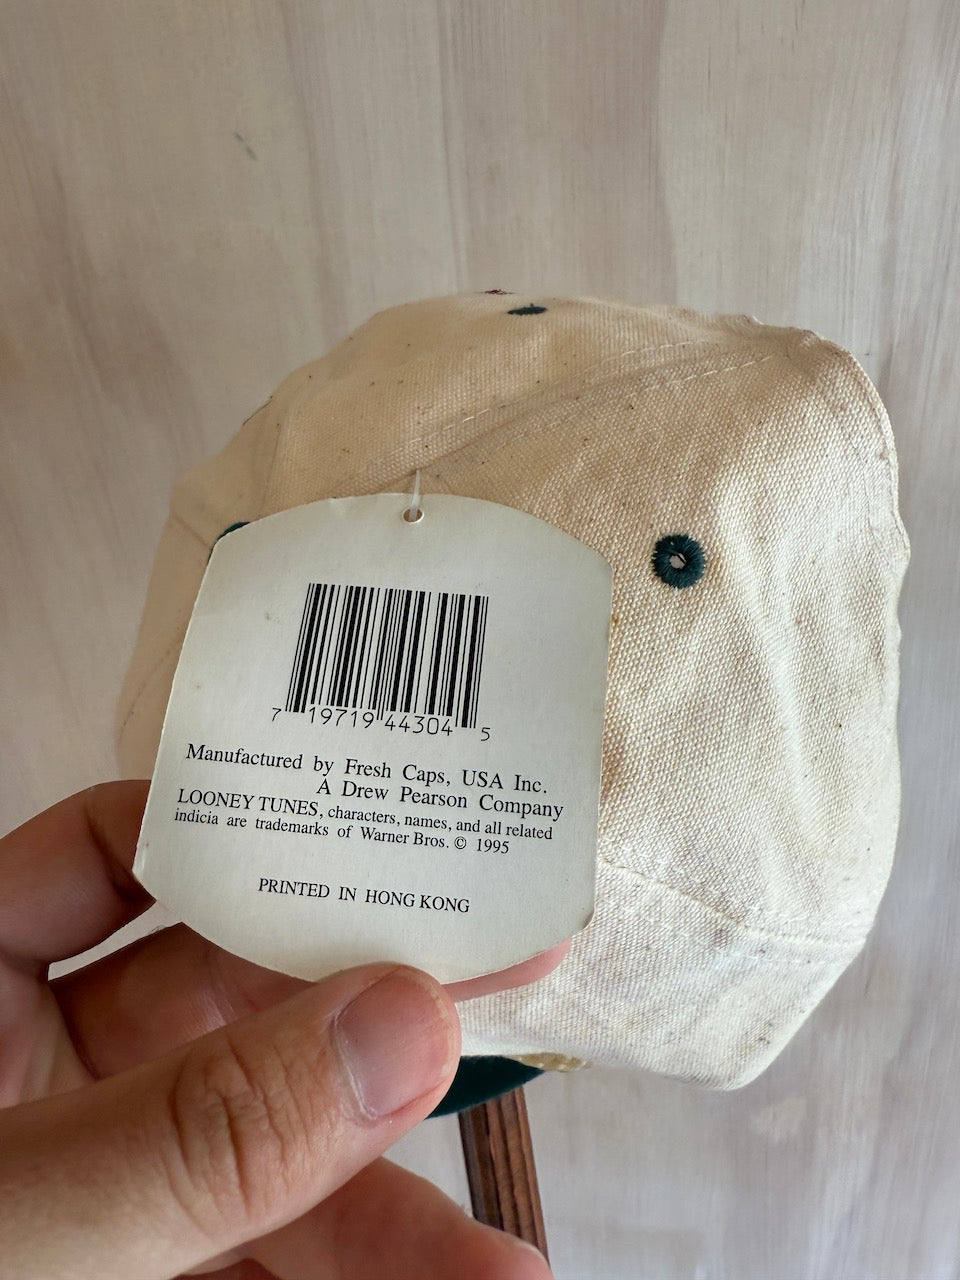 7 19719 44304 5
Manufactured by Fresh Caps, USA Inc.
A Drew Pearson Company
LOONEY TUNES, characters, names, and all related
indicia are trademarks of Warner Bros. © 1995
PRINTED IN HONG KONG